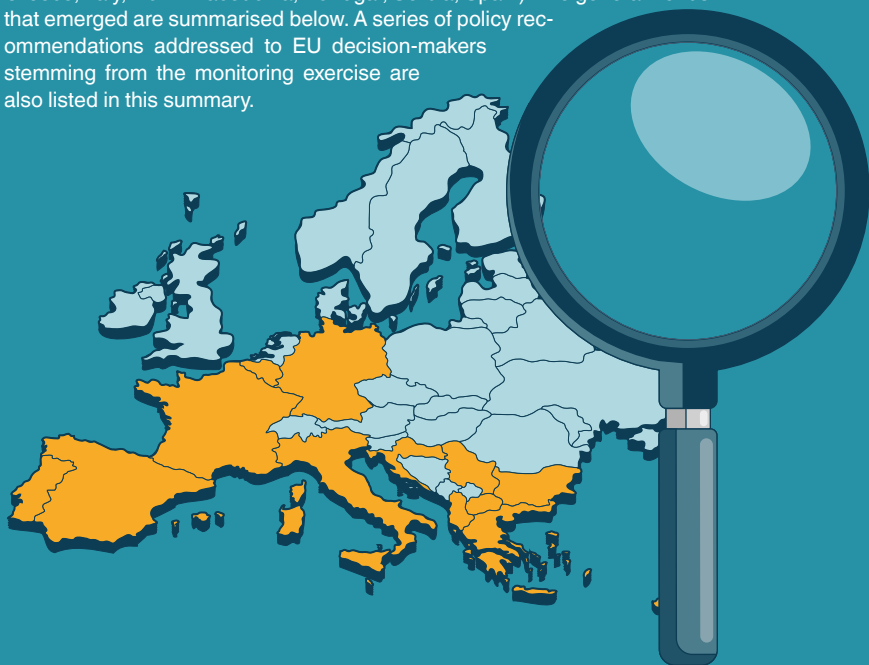 that emerged are summarised below. A series of policy rec-
ommendations addressed to EU decision-makers
stemming from the monitoring exercise are
also listed in this summary.